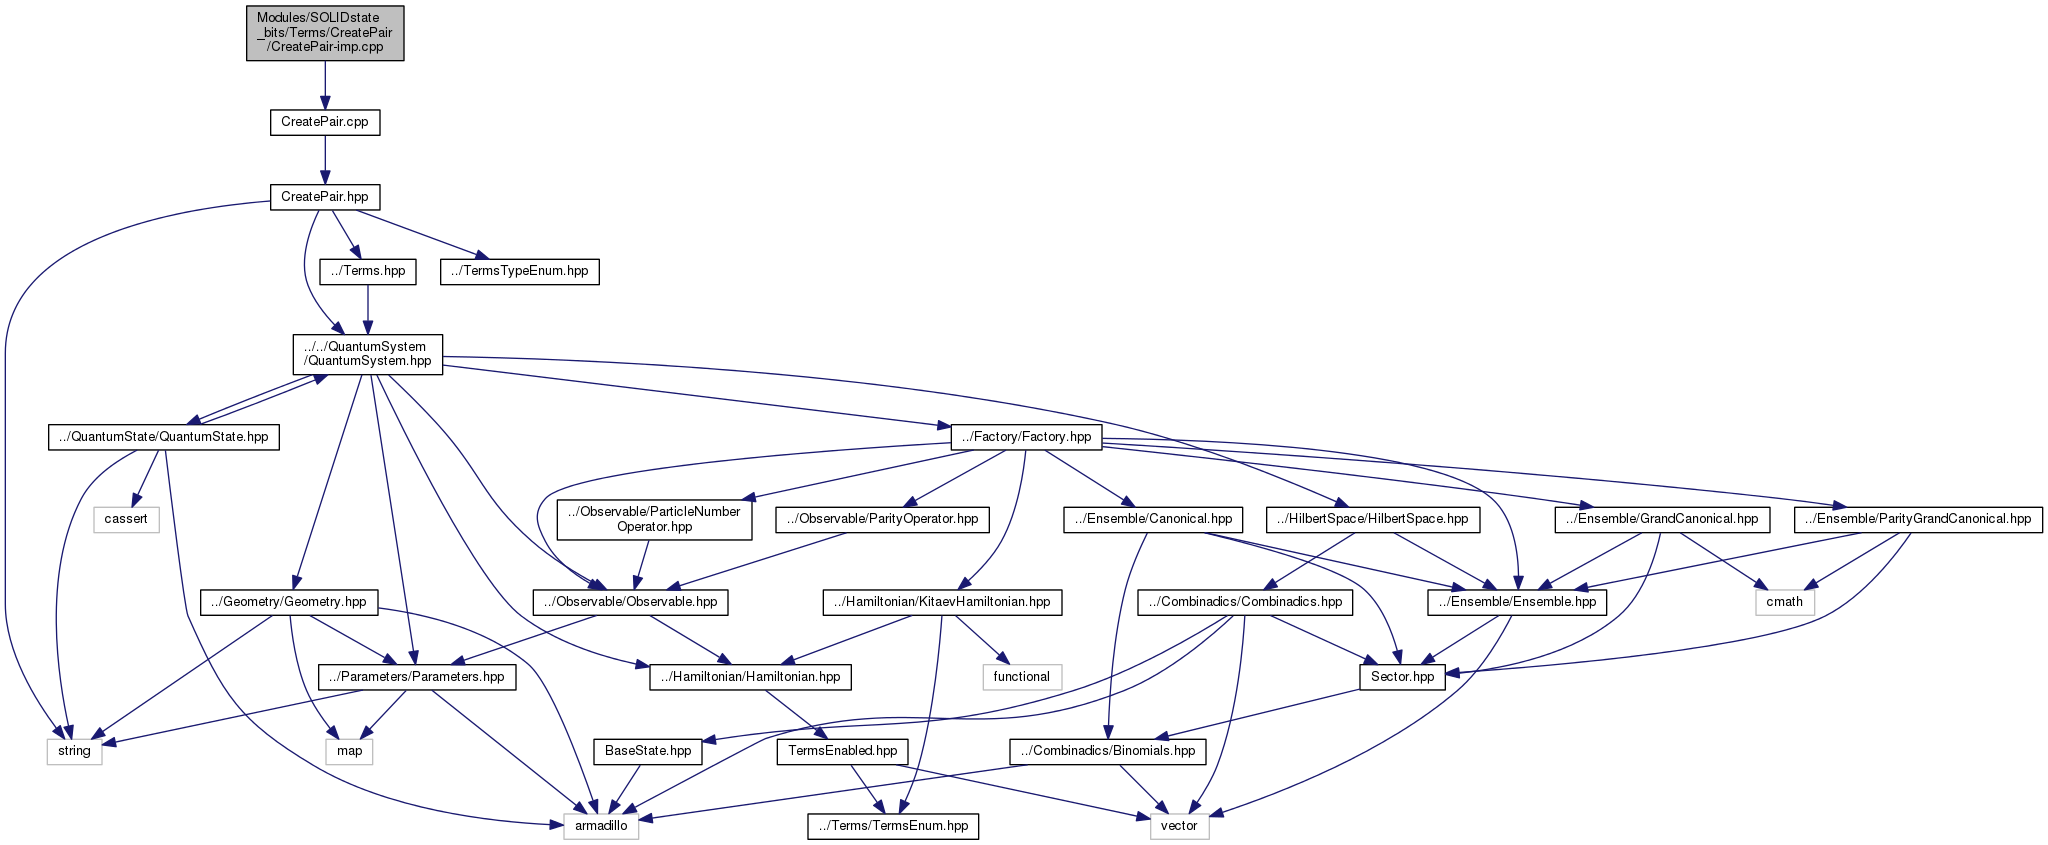 Modules/SOLIDstate
_bits/Terms/CreatePair
/CreatePair-imp.cpp
CreatePair.cpp
CreatePair.hpp
../Terms.hpp
../TermsTypeEnum.hpp
../../QuantumSystem
/QuantumSystem.hpp
../QuantumState/QuantumState.hpp
../Factory/Factory.hpp
cassert
../Observable/ParticleNumber
Operator.hpp
../Observable/ParityOperator.hpp
../Ensemble/Canonical.hpp
../HilbertSpace/HilbertSpace.hpp
../Ensemble/GrandCanonical.hpp
../Ensemble/ParityGrandCanonical.hpp
../Geometry/Geometry.hpp
../Observable/Observable.hpp
../Hamiltonian/KitaevHamiltonian.hpp
../Combinadics/Combinadics.hpp
../Ensemble/Ensemble.hpp
cmath
../Parameters/Parameters.hpp
../Hamiltonian/Hamiltonian.hpp
functional
Sector.hpp
string
map
BaseState.hpp
TermsEnabled.hpp
../Combinadics/Binomials.hpp
armadillo
../Terms/TermsEnum.hpp
vector